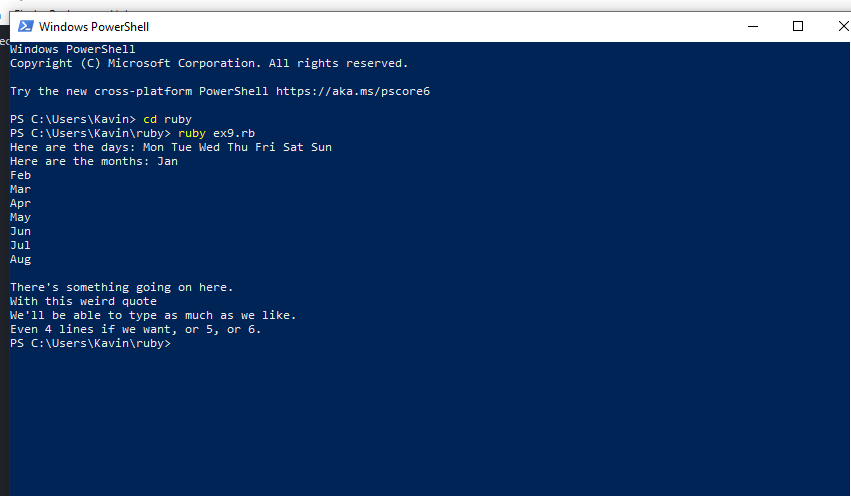 Windows PowerShell
Windows PowerShell
Copyright (C) Microsoft Corporation. All rights reserved.
Try the new cross-platform PowerShell https://aka.ms/pscore6
PS C:\Users\Kavin> cd ruby
PS C:\Users\Kavin\ruby> ruby ex9.rb
Here are the days: Mon Tue Wed Thu Fri Sat Sun
Here are the months: Jan
Feb
Mar
Apr
May
Jun
Jul
Aug
There's something going on here.
With this weird quote
We'll be able to type as much as we like.
Even 4 lines if we want, or 5, or 6.
PS C:\Users\Kavin\ruby>